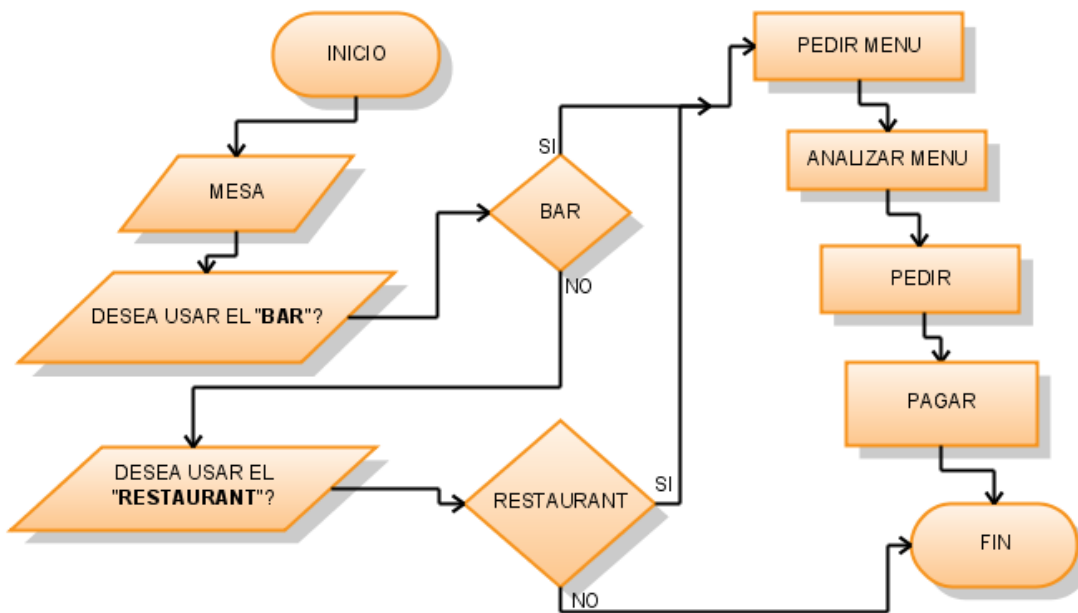 INICIO
MESA
DESEA USAR EL "BAR"?
SI
BAR
NO
DESEA USAR EL
"RESTAURANT"?
RESTAURANT
SI
NO
PEDIR MENU
ANALIZAR MENU
PEDIR
PAGAR
FIN